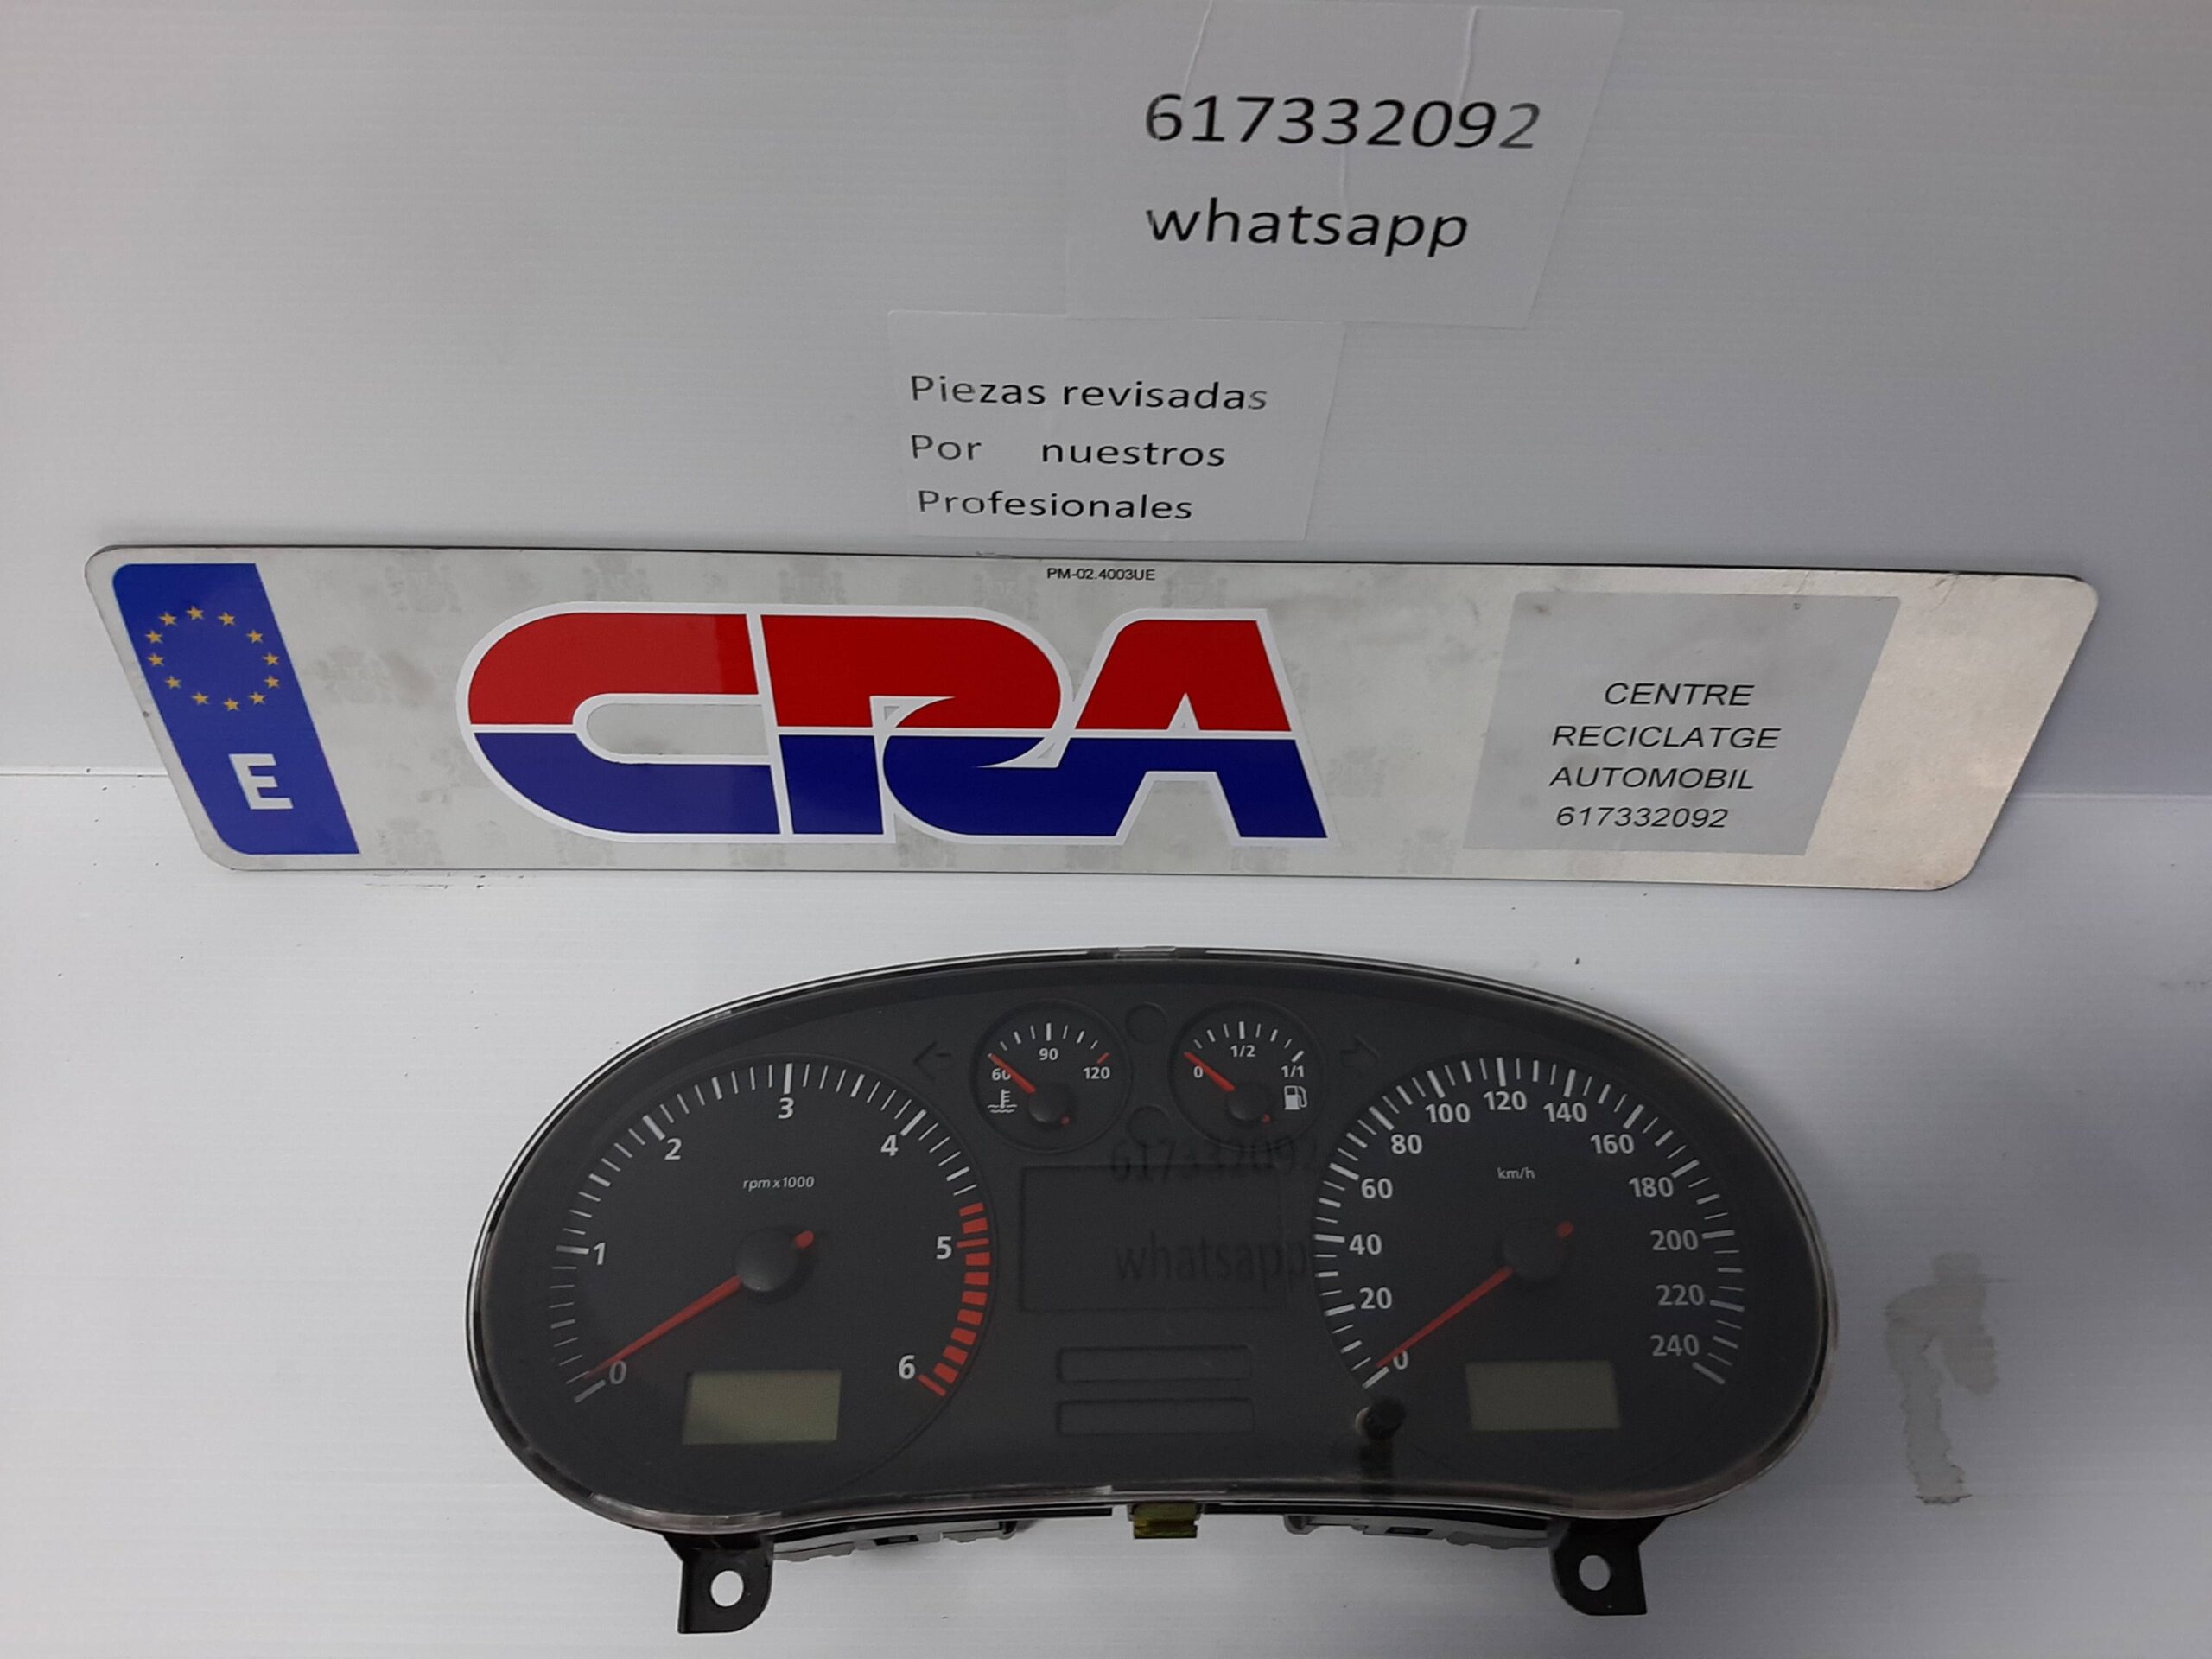 617332092
whatsapp
Piezas revisadas
Por nuestros
Profesionales
PM-02.4003UE
E
CRA
CENTRE
RECICLATGE
AUTOMOBIL
617332092
60 90 120
0 1/2 1/1
0 1 2 3 4 5 6
rpm x1000
617332092
whatsapp
0 20 40 60 80 100 120 140 160 180 200 220 240
km/h